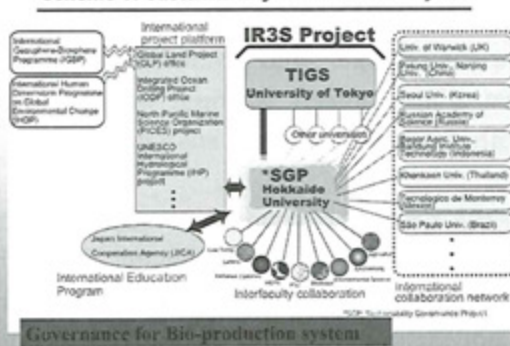 International
Geosphere-Biosphere
Programme (IGBP)
International Human
Dimension Programme
on Global
Environmental Change (IHDP)
International
project platform
Global Land Project
(GLP) office
Integrated Ocean
Drilling Project
(IODP) office
North Pacific Marine
Science Organization
(PICES) project
UNESCO
International
Hydrological
Programme (IHP)
project
IR3S Project
TIGS
University of Tokyo
Other universities
*SGP
Hokkaido
University
Japan International
Cooperation Agency (JICA)
International Education
Program
Interfaculty collaboration
Univ. of Warwick (UK)
Peking Univ., Nanjing
Univ. (China)
Seoul Univ. (Korea)
Russian Academy of
Science (Russia)
Bogor Agric. Univ.,
Bandung Institute
Technology (Indonesia)
Khonkaen Univ. (Thailand)
Tecnologico de Monterrey
(Mexico)
São Paulo Univ. (Brazil)
International
collaboration network
*SGP: Sustainability Governance Project
Governance for Bio-production system